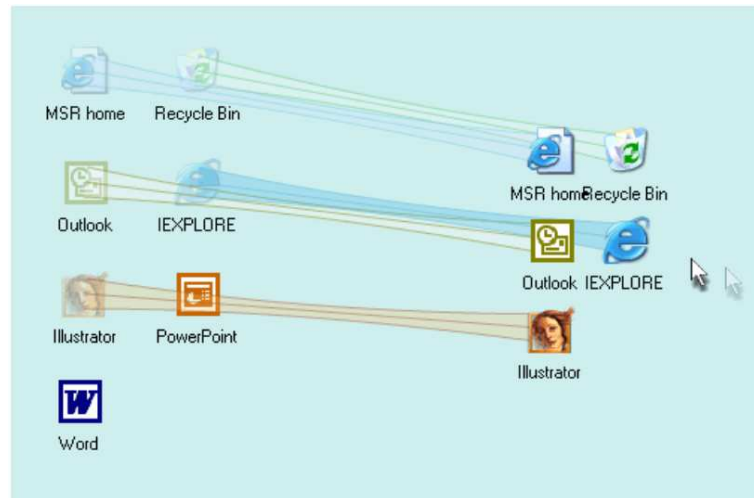 MSR home
Recycle Bin
MSR home
Recycle Bin
Outlook
IEXPLORE
Outlook
IEXPLORE
Illustrator
PowerPoint
Illustrator
W
Word